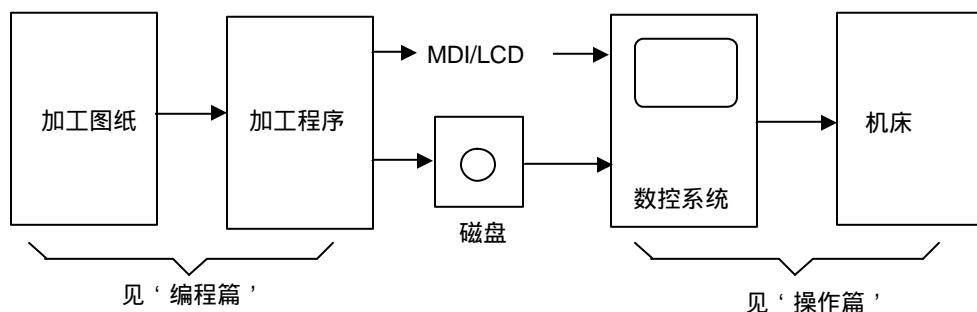 MDI/LCD
加工图纸
加工程序
机床
数控系统
磁盘
见‘编程篇’
见‘操作篇’